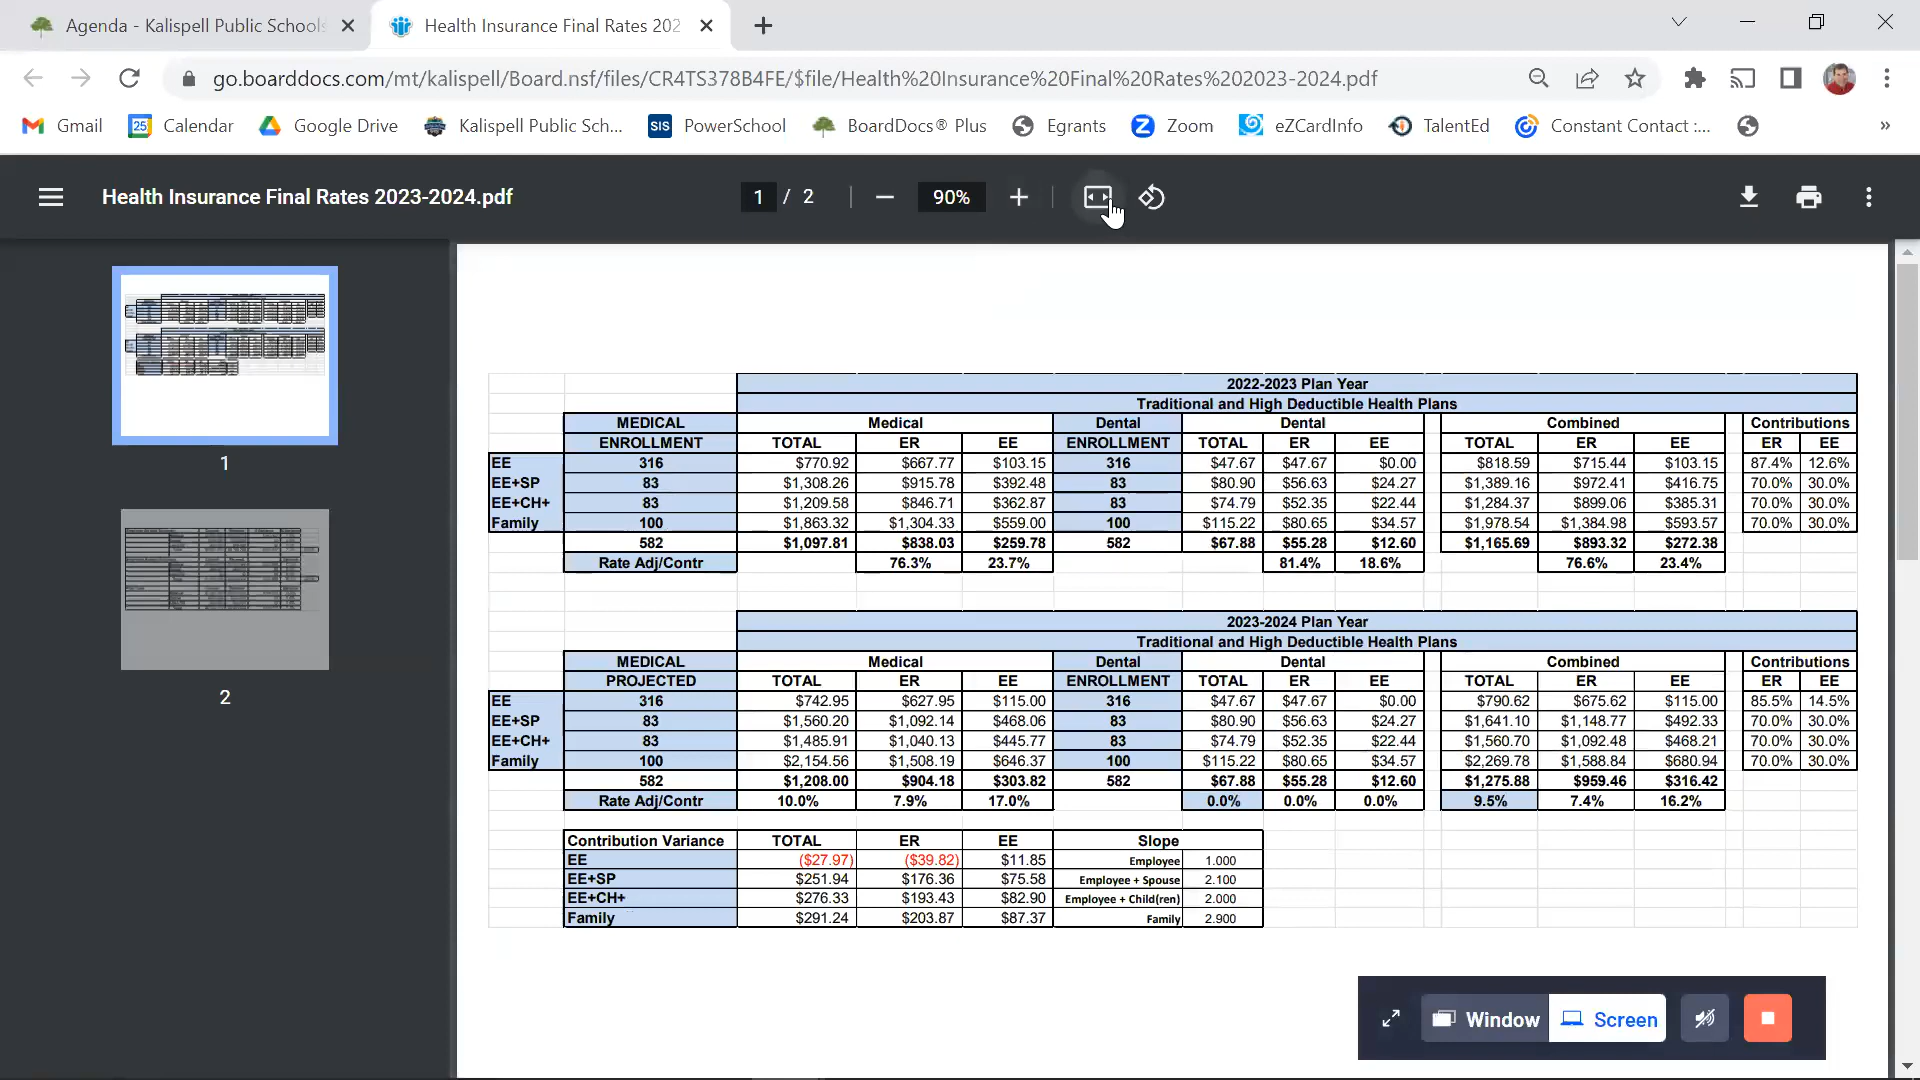 Agenda - Kalispell Public Schools
Health Insurance Final Rates 202
go.boarddocs.com/mt/kalispell/Board.nsf/files/CR4TS378B4FE/$file/Health%20Insurance%20Final%20Rates%202023-2024.pdf
Gmail 25 Calendar Google Drive Kalispell Public Sch... SIS PowerSchool BoardDocs® Plus Egrants Z Zoom eZCardInfo TalentEd Constant Contact :... »
Health Insurance Final Rates 2023-2024.pdf 1 / 2 90%
1
2
2022-2023 Plan Year
Traditional and High Deductible Health Plans
MEDICAL Medical Dental Dental Combined Contributions
ENROLLMENT TOTAL ER EE ENROLLMENT TOTAL ER EE TOTAL ER EE ER EE
EE 316 $770.92 $667.77 $103.15 316 $47.67 $47.67 $0.00 $818.59 $715.44 $103.15 87.4% 12.6%
EE+SP 83 $1,308.26 $915.78 $392.48 83 $80.90 $56.63 $24.27 $1,389.16 $972.41 $416.75 70.0% 30.0%
EE+CH+ 83 $1,209.58 $846.71 $362.87 83 $74.79 $52.35 $22.44 $1,284.37 $899.06 $385.31 70.0% 30.0%
Family 100 $1,863.32 $1,304.33 $559.00 100 $115.22 $80.65 $34.57 $1,978.54 $1,384.98 $593.57 70.0% 30.0%
582 $1,097.81 $838.03 $259.78 582 $67.88 $55.28 $12.60 $1,165.69 $893.32 $272.38
Rate Adj/Contr 76.3% 23.7% 81.4% 18.6% 76.6% 23.4%
2023-2024 Plan Year
Traditional and High Deductible Health Plans
MEDICAL Medical Dental Dental Combined Contributions
PROJECTED TOTAL ER EE ENROLLMENT TOTAL ER EE TOTAL ER EE ER EE
EE 316 $742.95 $627.95 $115.00 316 $47.67 $47.67 $0.00 $790.62 $675.62 $115.00 85.5% 14.5%
EE+SP 83 $1,560.20 $1,092.14 $468.06 83 $80.90 $56.63 $24.27 $1,641.10 $1,148.77 $492.33 70.0% 30.0%
EE+CH+ 83 $1,485.91 $1,040.13 $445.77 83 $74.79 $52.35 $22.44 $1,560.70 $1,092.48 $468.21 70.0% 30.0%
Family 100 $2,154.56 $1,508.19 $646.37 100 $115.22 $80.65 $34.57 $2,269.78 $1,588.84 $680.94 70.0% 30.0%
582 $1,208.00 $904.18 $303.82 582 $67.88 $55.28 $12.60 $1,275.88 $959.46 $316.42
Rate Adj/Contr 10.0% 7.9% 17.0% 0.0% 0.0% 0.0% 9.5% 7.4% 16.2%
Contribution Variance TOTAL ER EE Slope
EE ($27.97) ($39.82) $11.85 Employee 1.000
EE+SP $251.94 $176.36 $75.58 Employee + Spouse 2.100
EE+CH+ $276.33 $193.43 $82.90 Employee + Child(ren) 2.000
Family $291.24 $203.87 $87.37 Family 2.900
Window Screen